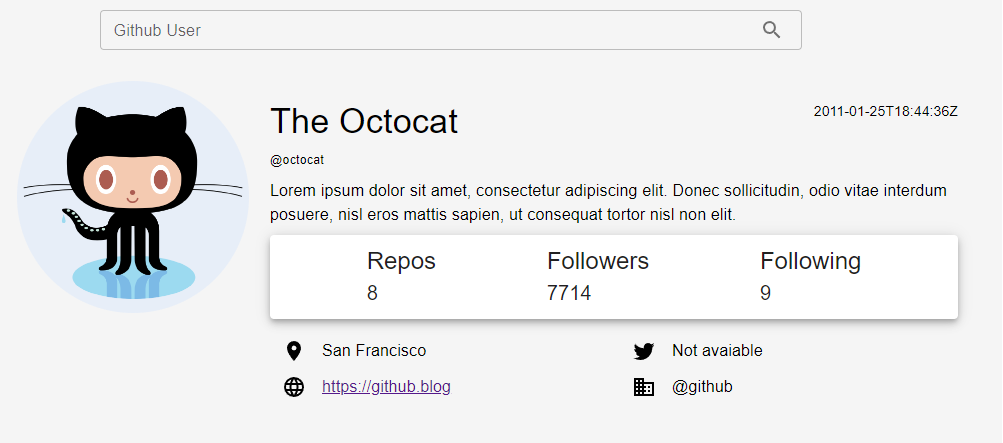 Github User
The Octocat
2011-01-25T18:44:36Z
@octocat
Lorem ipsum dolor sit amet, consectetur adipiscing elit. Donec sollicitudin, odio vitae interdum
posuere, nisl eros mattis sapien, ut consequat tortor nisl non elit.
Repos Followers Following
8 7714 9
San Francisco Not avaiable
https://github.blog @github